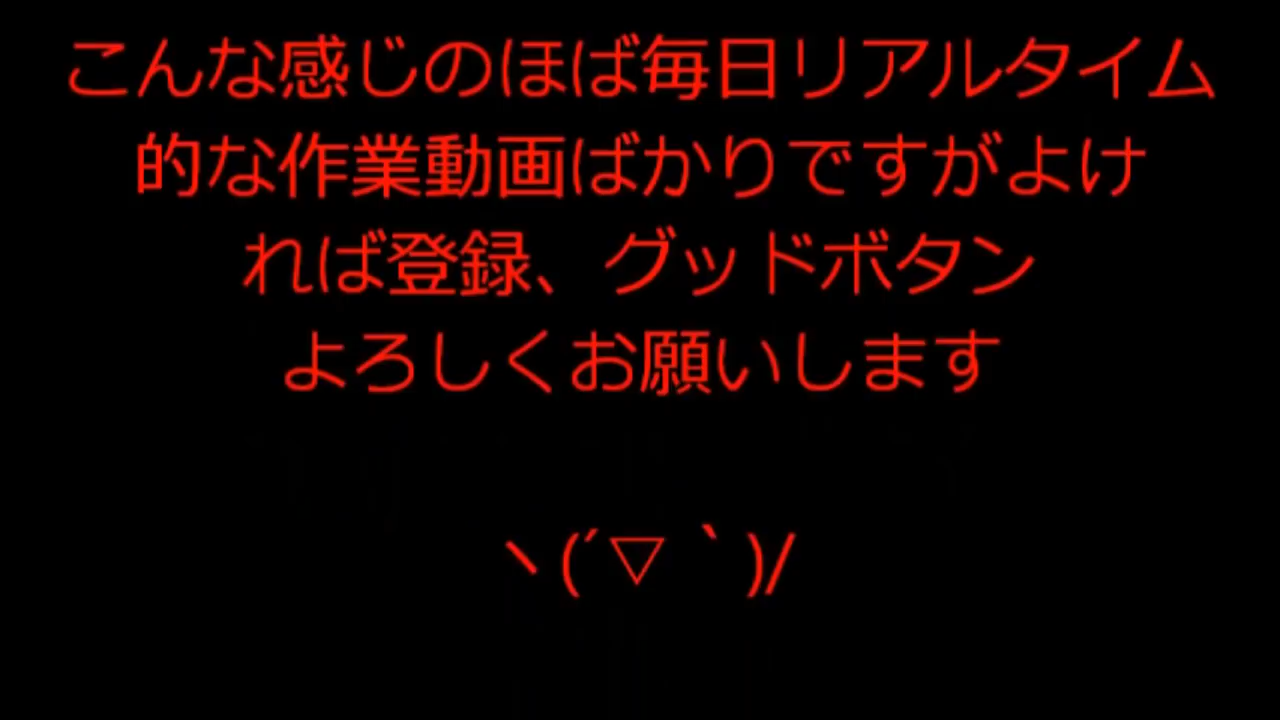 こんな感じのほぼ毎日リアルタイム
的な作業動画ばかりですがよけ
れば登録、グッドボタン
よろしくお願いします
ヽ(´▽｀)/